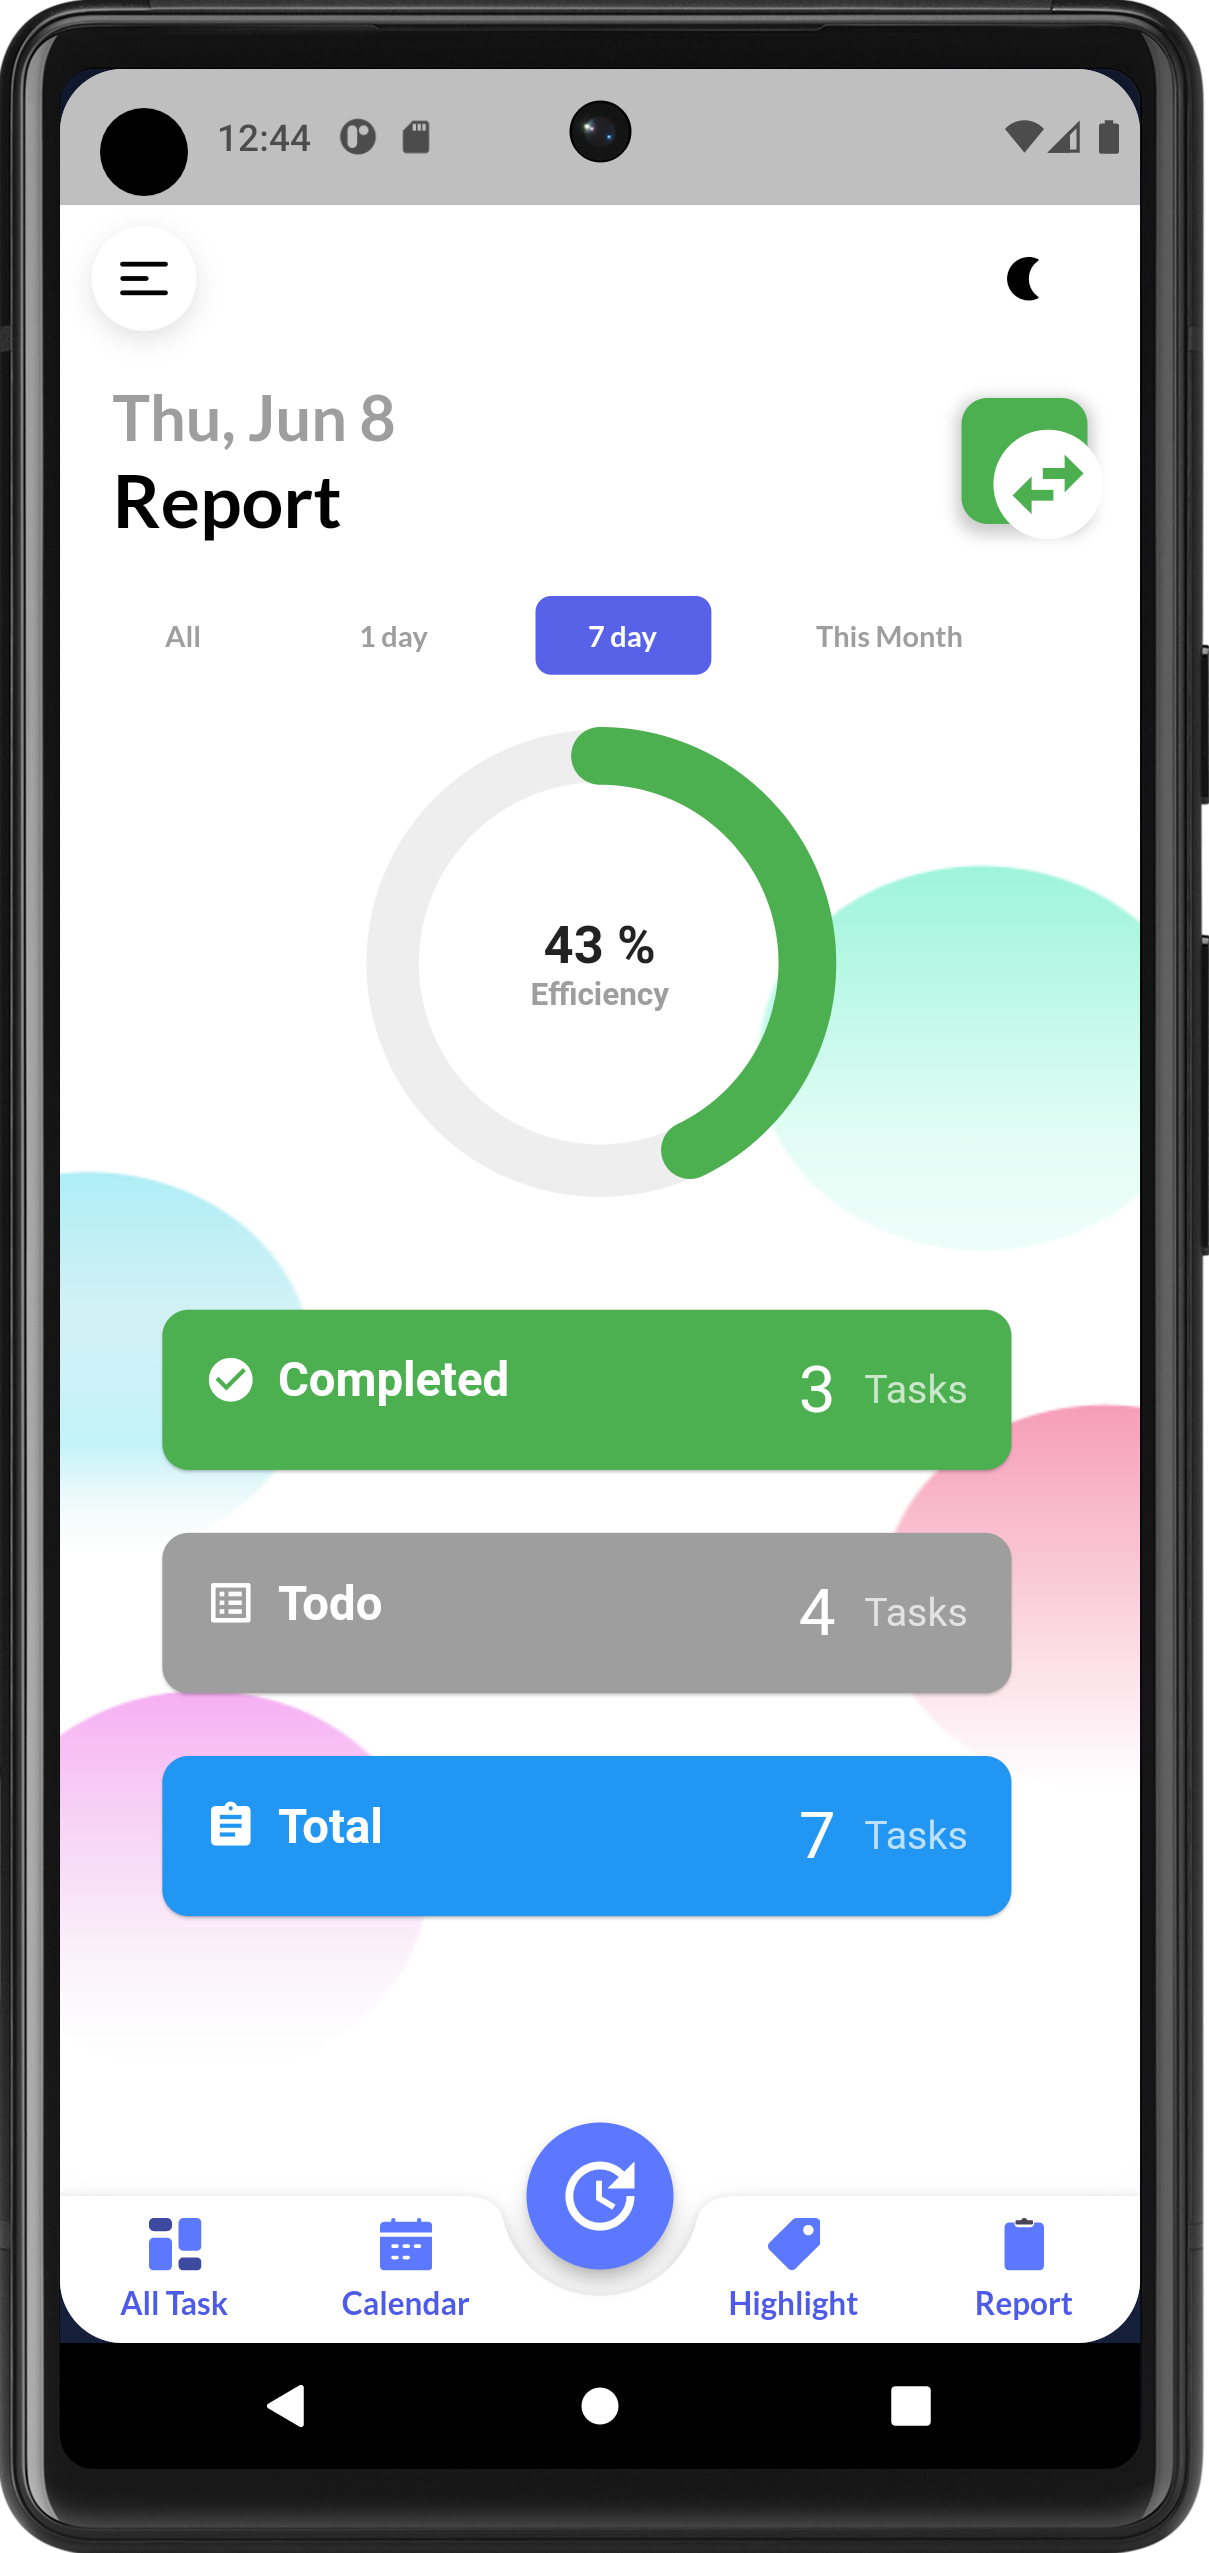 12:44
Thu, Jun 8
Report
All 1 day 7 day This Month
43 %
Efficiency
Completed 3 Tasks
Todo 4 Tasks
Total 7 Tasks
All Task Calendar Highlight Report